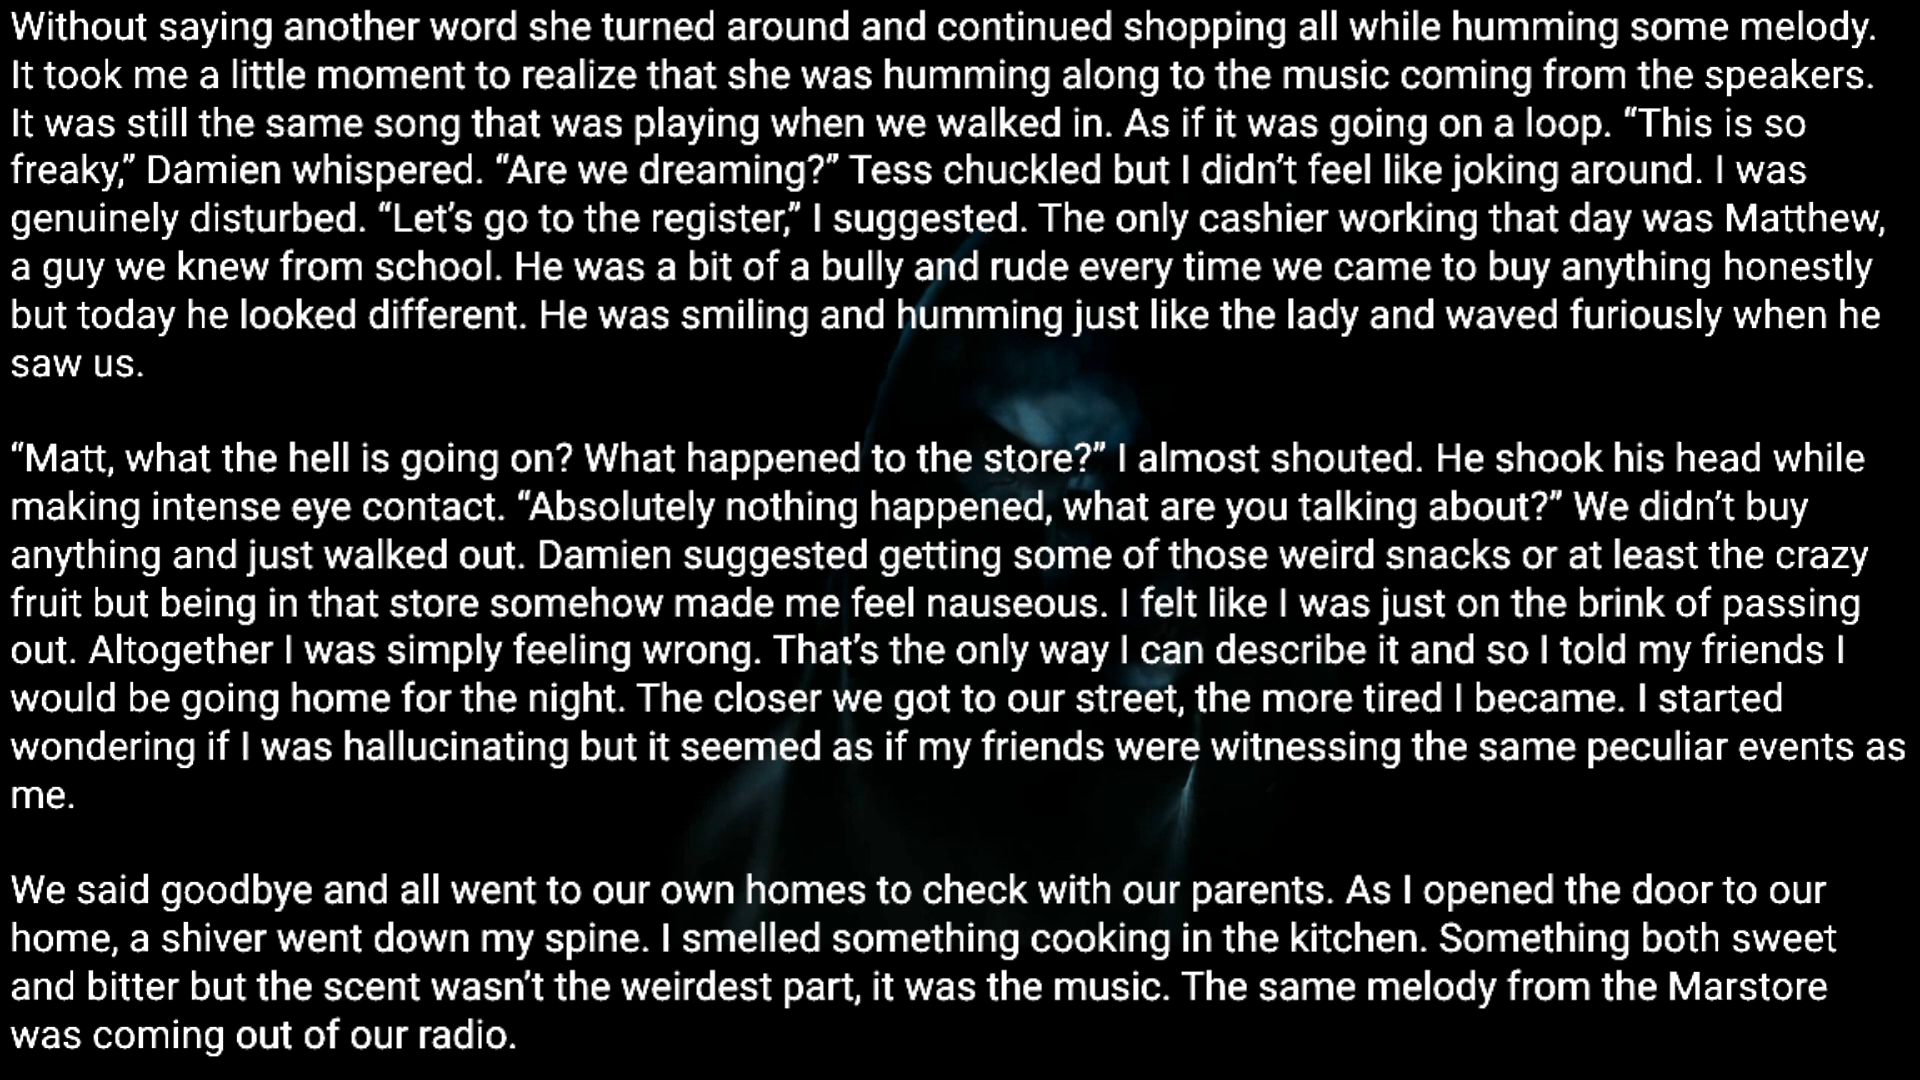 Without saying another word she turned around and continued shopping all while humming some melody.
It took me a little moment to realize that she was humming along to the music coming from the speakers.
It was still the same song that was playing when we walked in. As if it was going on a loop. “This is so
freaky,” Damien whispered. “Are we dreaming?” Tess chuckled but I didn’t feel like joking around. I was
genuinely disturbed. “Let’s go to the register,” I suggested. The only cashier working that day was Matthew,
a guy we knew from school. He was a bit of a bully and rude every time we came to buy anything honestly
but today he looked different. He was smiling and humming just like the lady and waved furiously when he
saw us.
“Matt, what the hell is going on? What happened to the store?” I almost shouted. He shook his head while
making intense eye contact. “Absolutely nothing happened, what are you talking about?” We didn’t buy
anything and just walked out. Damien suggested getting some of those weird snacks or at least the crazy
fruit but being in that store somehow made me feel nauseous. I felt like I was just on the brink of passing
out. Altogether I was simply feeling wrong. That’s the only way I can describe it and so I told my friends I
would be going home for the night. The closer we got to our street, the more tired I became. I started
wondering if I was hallucinating but it seemed as if my friends were witnessing the same peculiar events as
me.
We said goodbye and all went to our own homes to check with our parents. As I opened the door to our
home, a shiver went down my spine. I smelled something cooking in the kitchen. Something both sweet
and bitter but the scent wasn’t the weirdest part, it was the music. The same melody from the Marstore
was coming out of our radio.